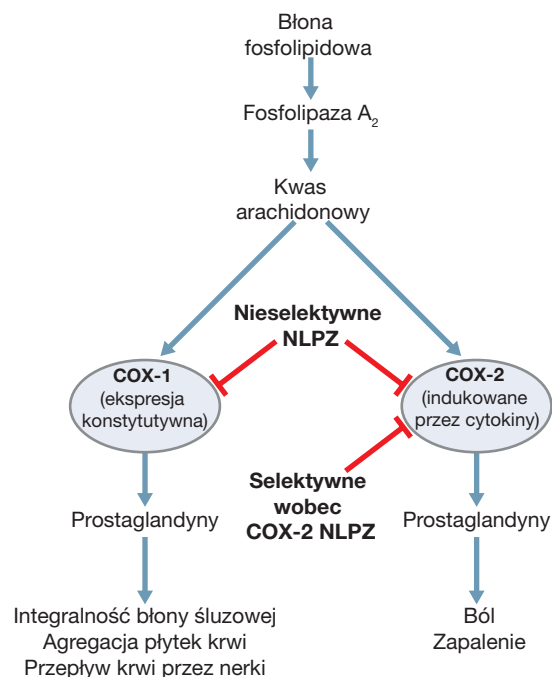 Błona
fosfolipidowa
Fosfolipaza A₂
Kwas
arachidonowy
Nieselektywne
NLPZ
COX-1
(ekspresja
konstytutywna)
COX-2
(indukowane
przez cytokiny)
Selektywne
wobec
COX-2 NLPZ
Prostaglandyny
Prostaglandyny
Integralność błony śluzowej
Agregacja płytek krwi
Przepływ krwi przez nerki
Ból
Zapalenie